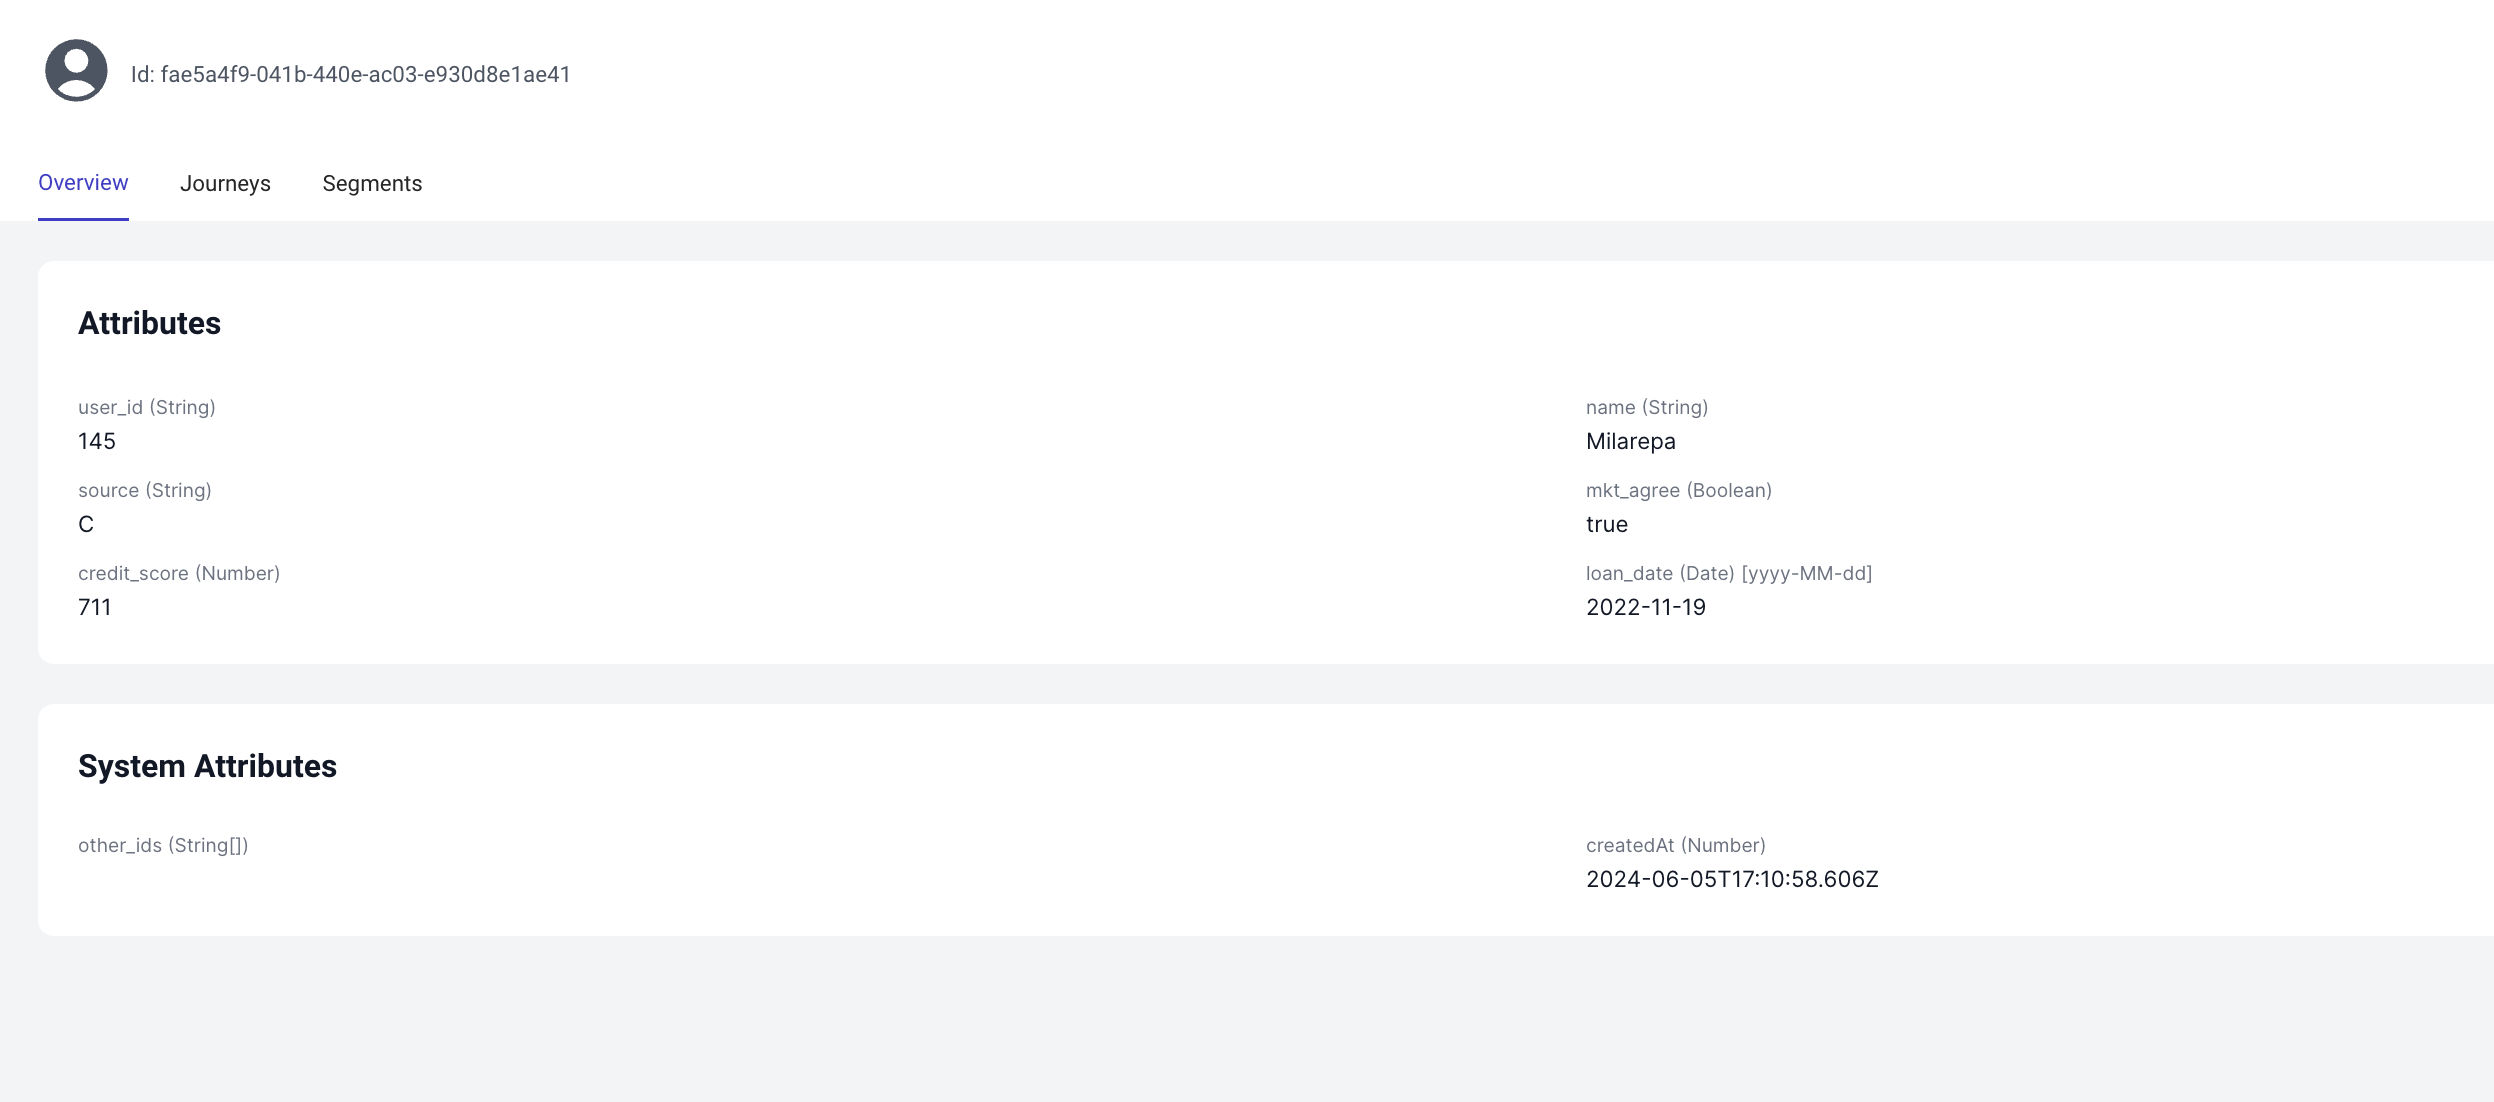 Id: fae5a4f9-041b-440e-ac03-e930d8e1ae41
Overview Journeys Segments
Attributes
user_id (String) name (String)
145 Milarepa
source (String) mkt_agree (Boolean)
C true
credit_score (Number) loan_date (Date) [yyyy-MM-dd]
711 2022-11-19
System Attributes
other_ids (String[]) createdAt (Number)
2024-06-05T17:10:58.606Z